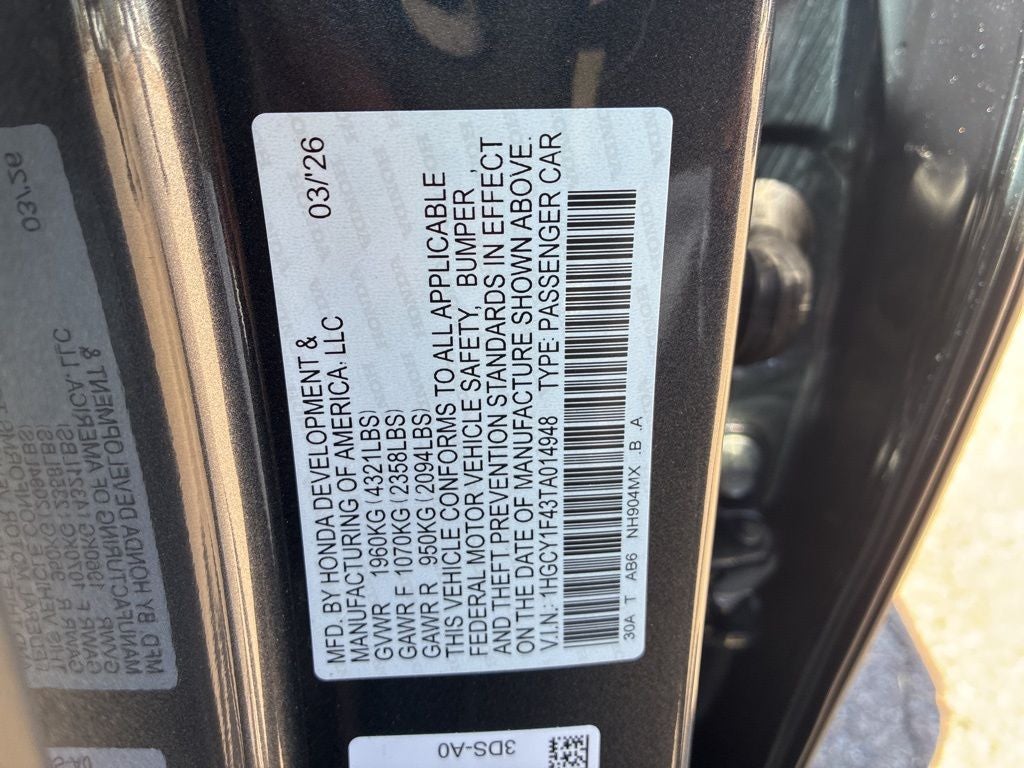 MFD. BY HONDA DEVELOPMENT & 03/'26
MANUFACTURING OF AMERICA, LLC
GVWR 1960KG(4321LBS)
GAWR F 1070KG(2358LBS)
GAWR R 950KG(2094LBS)
THIS VEHICLE CONFORMS TO ALL APPLICABLE
FEDERAL MOTOR VEHICLE SAFETY, BUMPER ,
AND THEFT PREVENTION STANDARDS IN EFFECT
ON THE DATE OF MANUFACTURE SHOWN ABOVE.
V.I.N.: 1HGCY1F43TA014948 TYPE: PASSENGER CAR
30A T AB6 NH904MX .B .A
3DS-A0